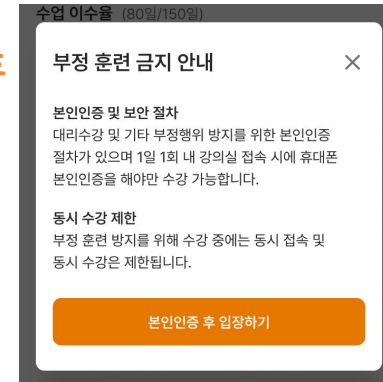 수업 이수율 (80일/150일)
부정 훈련 금지 안내
본인인증 및 보안 절차
대리수강 및 기타 부정행위 방지를 위한 본인인증
절차가 있으며 1일 1회 내 강의실 접속 시에 휴대폰
본인인증을 해야만 수강 가능합니다.
동시 수강 제한
부정 훈련 방지를 위해 수강 중에는 동시 접속 및
동시 수강은 제한됩니다.
본인인증 후 입장하기